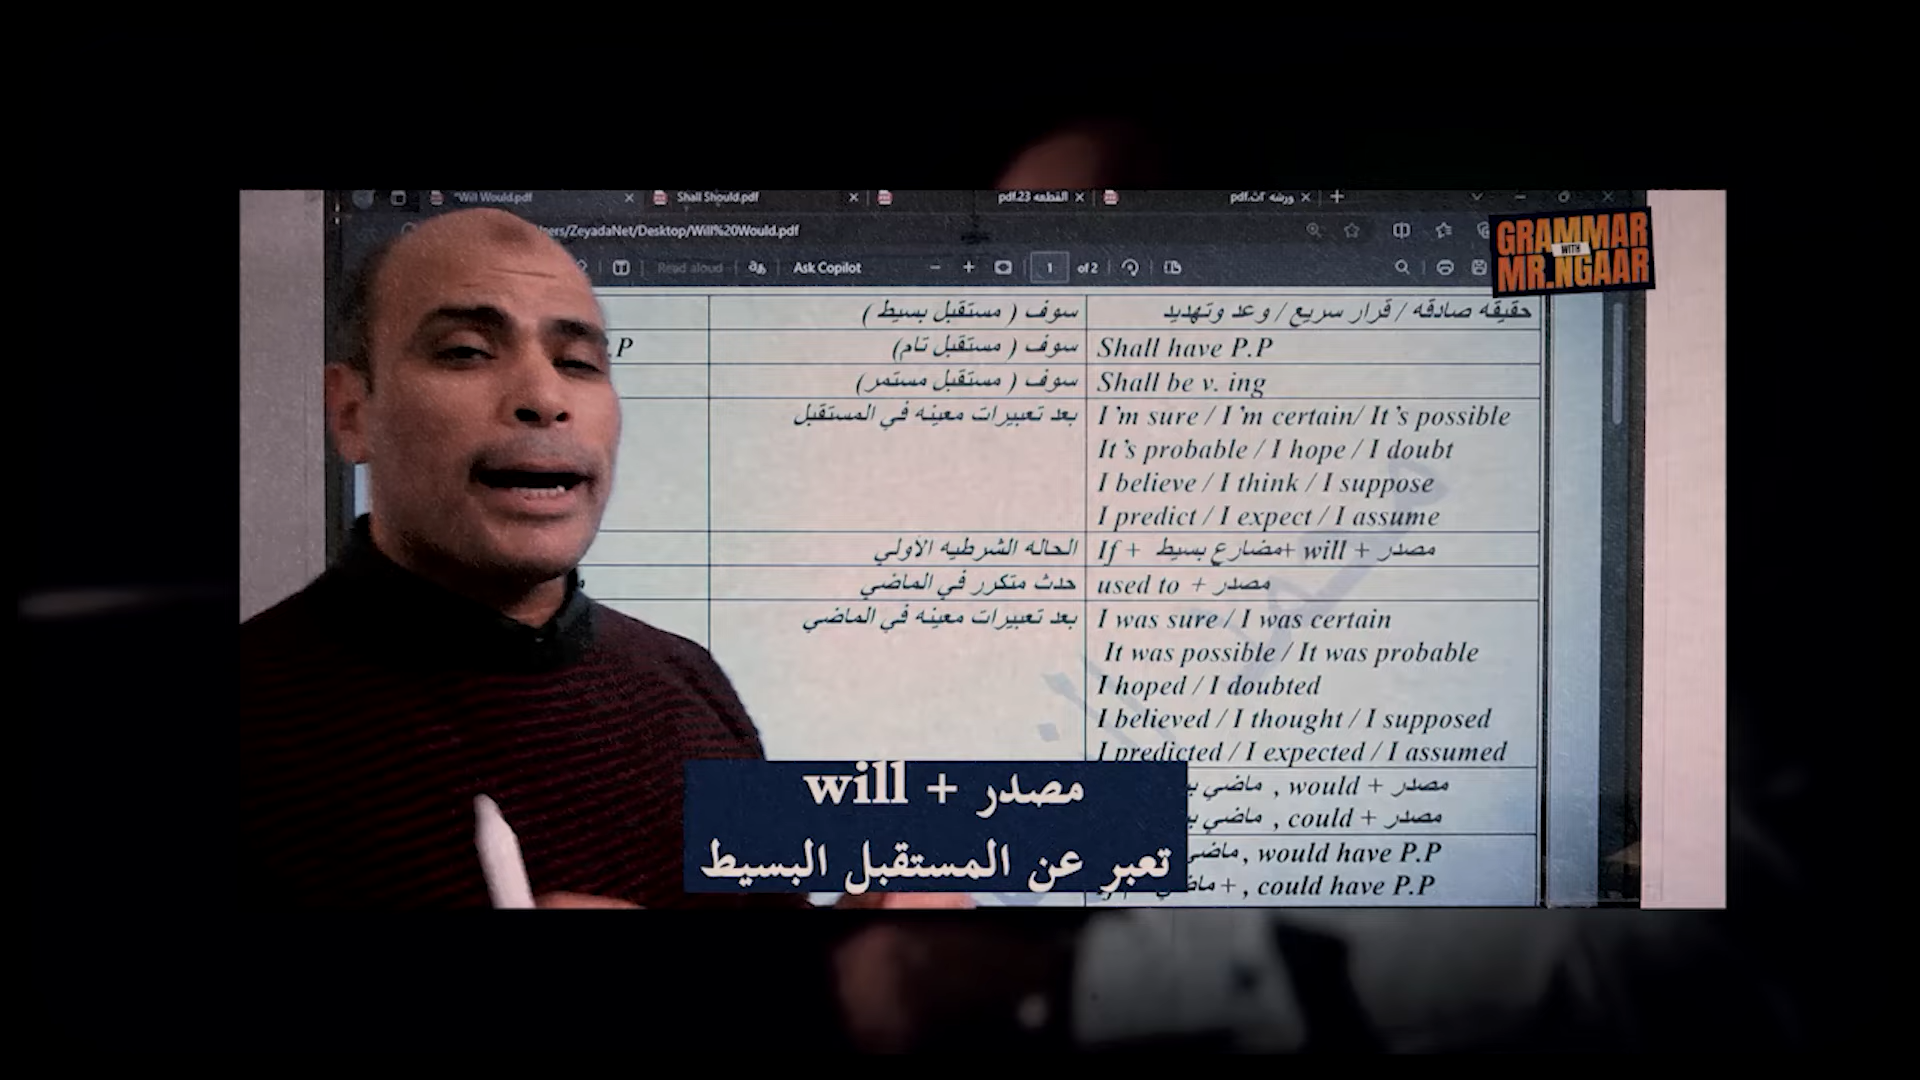 Will Would.pdf
Shall Should.pdf
القطعه 23.pdf
ورشه اث.pdf
ers/ZeyadaNet/Desktop/Will%20Would.pdf
Read aloud
Ask Copilot
1 of 2
GRAMMAR
WITH
MR.NGAAR
حقيقه صادقه / قرار سريع / وعد وتهديد
سوف ( مستقبل بسيط )
Shall have P.P
سوف ( مستقبل تام)
.P
Shall be v. ing
سوف ( مستقبل مستمر)
I'm sure / I'm certain/ It's possible
بعد تعبيرات معينه في المستقبل
It's probable / I hope / I doubt
I believe / I think / I suppose
I predict / I expect / I assume
If + مضارع بسيط+ will + مصدر
الحاله الشرطيه الأولي
used to + مصدر
حدث متكرر في الماضي
I was sure / I was certain
بعد تعبيرات معينه في الماضي
It was possible / It was probable
I hoped / I doubted
I believed / I thought / I supposed
I predicted / I expected / I assumed
ماضي , would + مصدر
ماضي , could + مصدر
, would have P.P
+ , could have P.P
will + مصدر
تعبر عن المستقبل البسيط